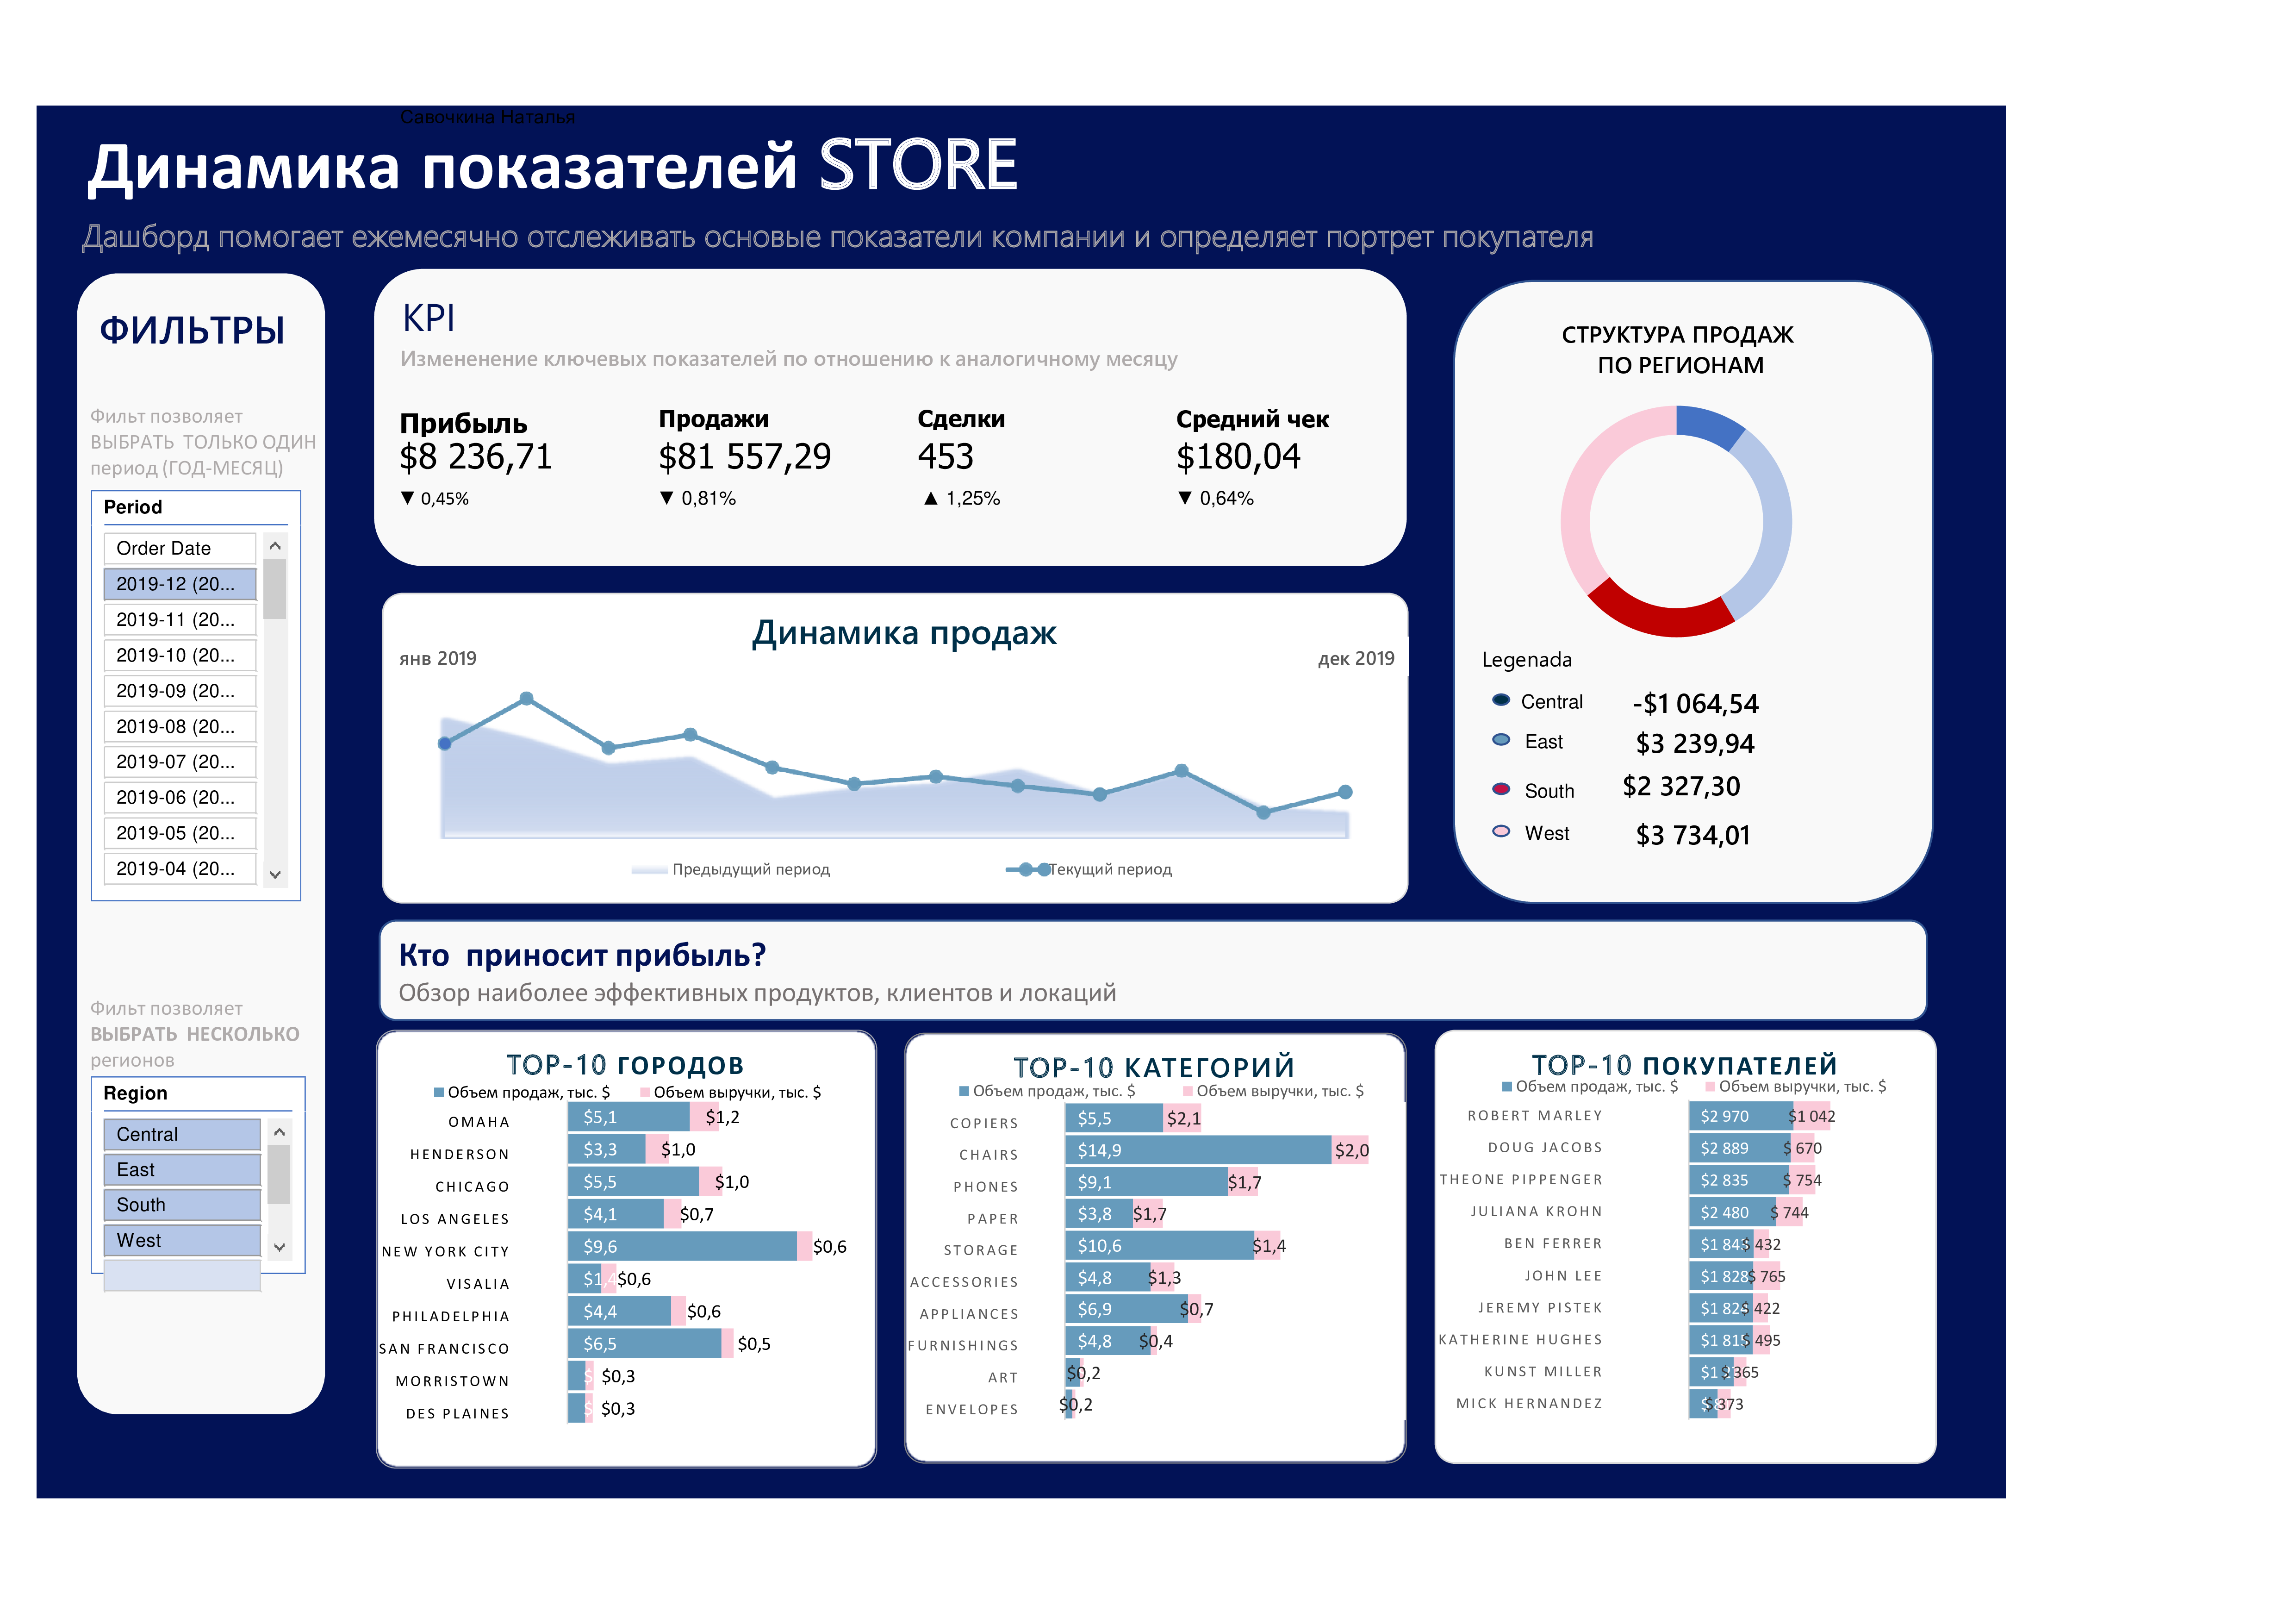 Савочкина Наталья
Динамика показателей STORE
Дашборд помогает ежемесячно отслеживать основые показатели компании и определяет портрет покупателя
ФИЛЬТРЫ
Фильт позволяет
ВЫБРАТЬ ТОЛЬКО ОДИН
период (ГОД-МЕСЯЦ)
Period
Order Date
2019-12 (20...
2019-11 (20...
2019-10 (20...
2019-09 (20...
2019-08 (20...
2019-07 (20...
2019-06 (20...
2019-05 (20...
2019-04 (20...
Фильт позволяет
ВЫБРАТЬ НЕСКОЛЬКО
регионов
Region
Central
East
South
West
KPI
Измененение ключевых показателей по отношению к аналогичному месяцу
Прибыль
$8 236,71
▼ 0,45%
Продажи
$81 557,29
▼ 0,81%
Сделки
453
▲ 1,25%
Средний чек
$180,04
▼ 0,64%
Динамика продаж
янв 2019 дек 2019
Предыдущий период Текущий период
СТРУКТУРА ПРОДАЖ
ПО РЕГИОНАМ
Legenada
Central -$1 064,54
East $3 239,94
South $2 327,30
West $3 734,01
Кто приносит прибыль?
Обзор наиболее эффективных продуктов, клиентов и локаций
TOP-10 ГОРОДОВ
Объем продаж, тыс. $ Объем выручки, тыс. $
OMAHA $5,1 $1,2
HENDERSON $3,3 $1,0
CHICAGO $5,5 $1,0
LOS ANGELES $4,1 $0,7
NEW YORK CITY $9,6 $0,6
VISALIA $1,4 $0,6
PHILADELPHIA $4,4 $0,6
SAN FRANCISCO $6,5 $0,5
MORRISTOWN $0,3
DES PLAINES $0,3
TOP-10 КАТЕГОРИЙ
Объем продаж, тыс. $ Объем выручки, тыс. $
COPIERS $5,5 $2,1
CHAIRS $14,9 $2,0
PHONES $9,1 $1,7
PAPER $3,8 $1,7
STORAGE $10,6 $1,4
ACCESSORIES $4,8 $1,3
APPLIANCES $6,9 $0,7
FURNISHINGS $4,8 $0,4
ART $0,2
ENVELOPES $0,2
TOP-10 ПОКУПАТЕЛЕЙ
Объем продаж, тыс. $ Объем выручки, тыс. $
ROBERT MARLEY $2 970 $1 042
DOUG JACOBS $2 889 $ 670
THEONE PIPPENGER $2 835 $ 754
JULIANA KROHN $2 480 $ 744
BEN FERRER $ 432
JOHN LEE $1 828 $ 765
JEREMY PISTEK $1 824 $ 422
KATHERINE HUGHES $ 495
KUNST MILLER $ 365
MICK HERNANDEZ $ 373